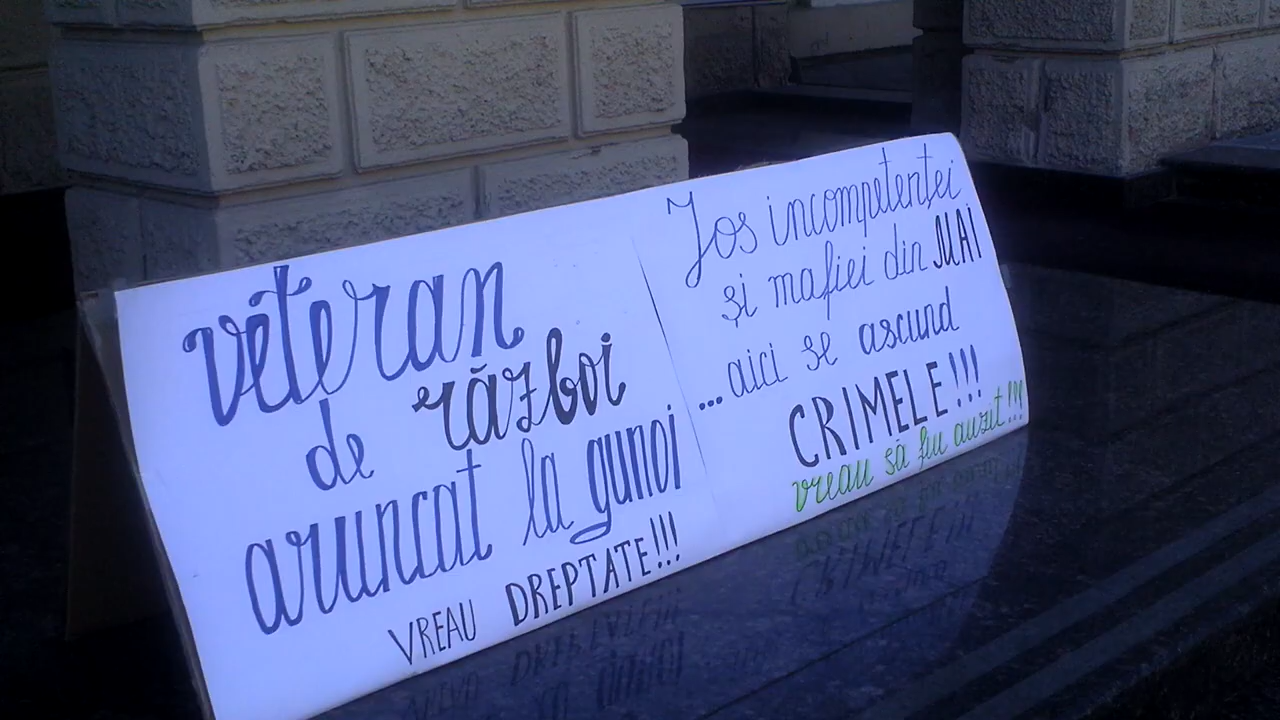 veteran
de război
aruncat la gunoi
VREAU DREPTATE!!!
Jos incompetenței
și mafiei din MAI
...aici se ascund
CRIMELE!!!
vreau să fiu auzit!!!